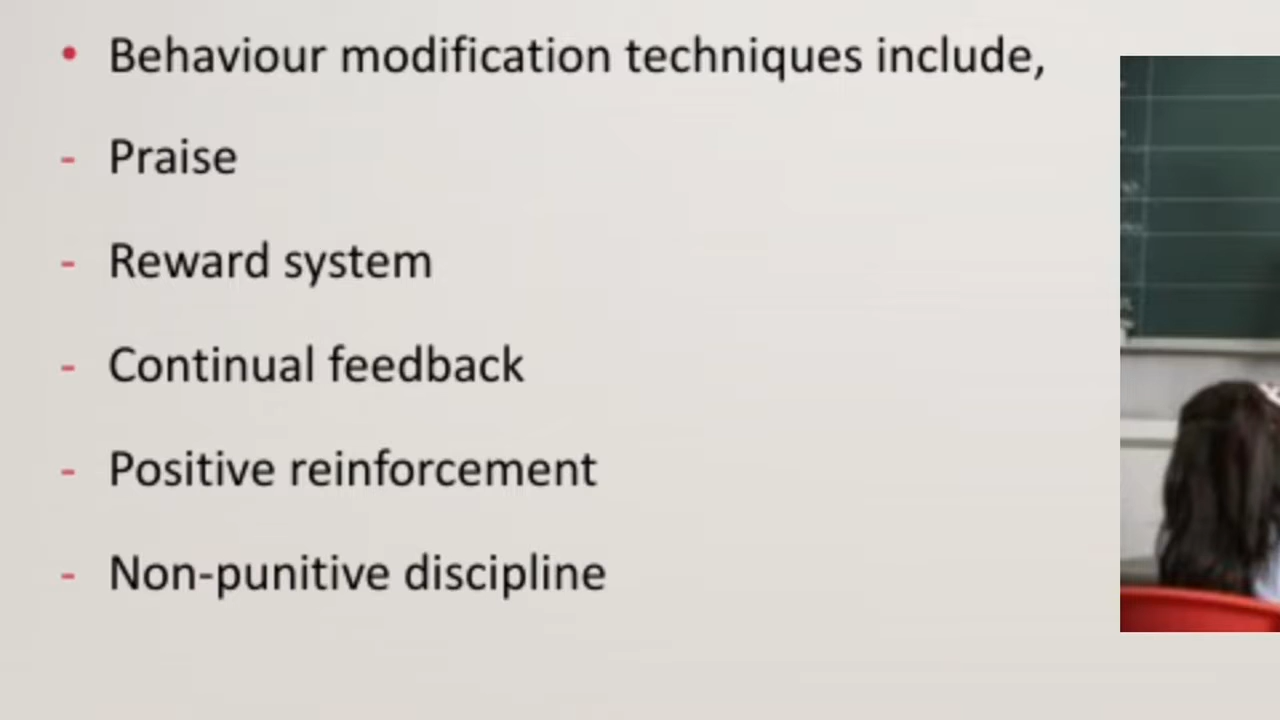 • Behaviour modification techniques include,
- Praise
- Reward system
- Continual feedback
- Positive reinforcement
- Non-punitive discipline